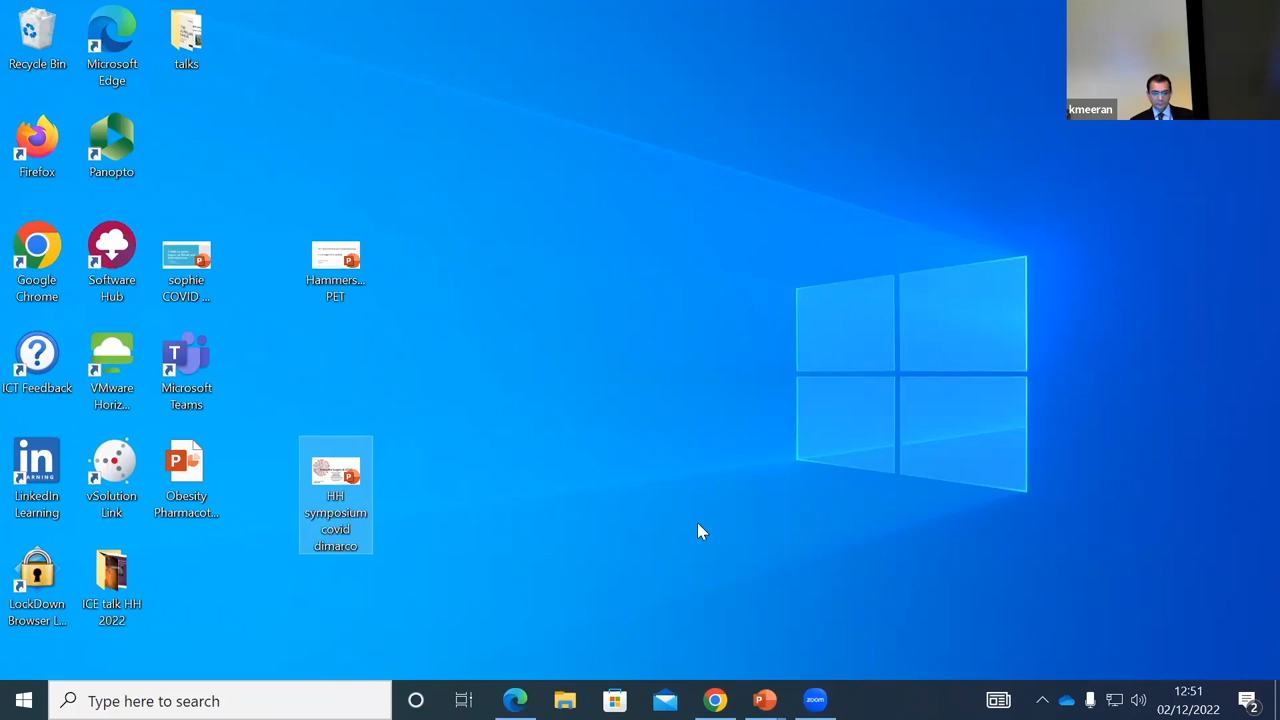 Recycle Bin
Microsoft
Edge
talks
kmeeran
Firefox
Panopto
Google
Chrome
Software
Hub
sophie
COVID ...
Hammers...
PET
ICT Feedback
VMware
Horiz...
Microsoft
Teams
LinkedIn
Learning
vSolution
Link
Obesity
Pharmacot...
HH
symposium
covid
dimarco
LockDown
Browser L...
ICE talk HH
2022
Type here to search
zoom
12:51
02/12/2022
2